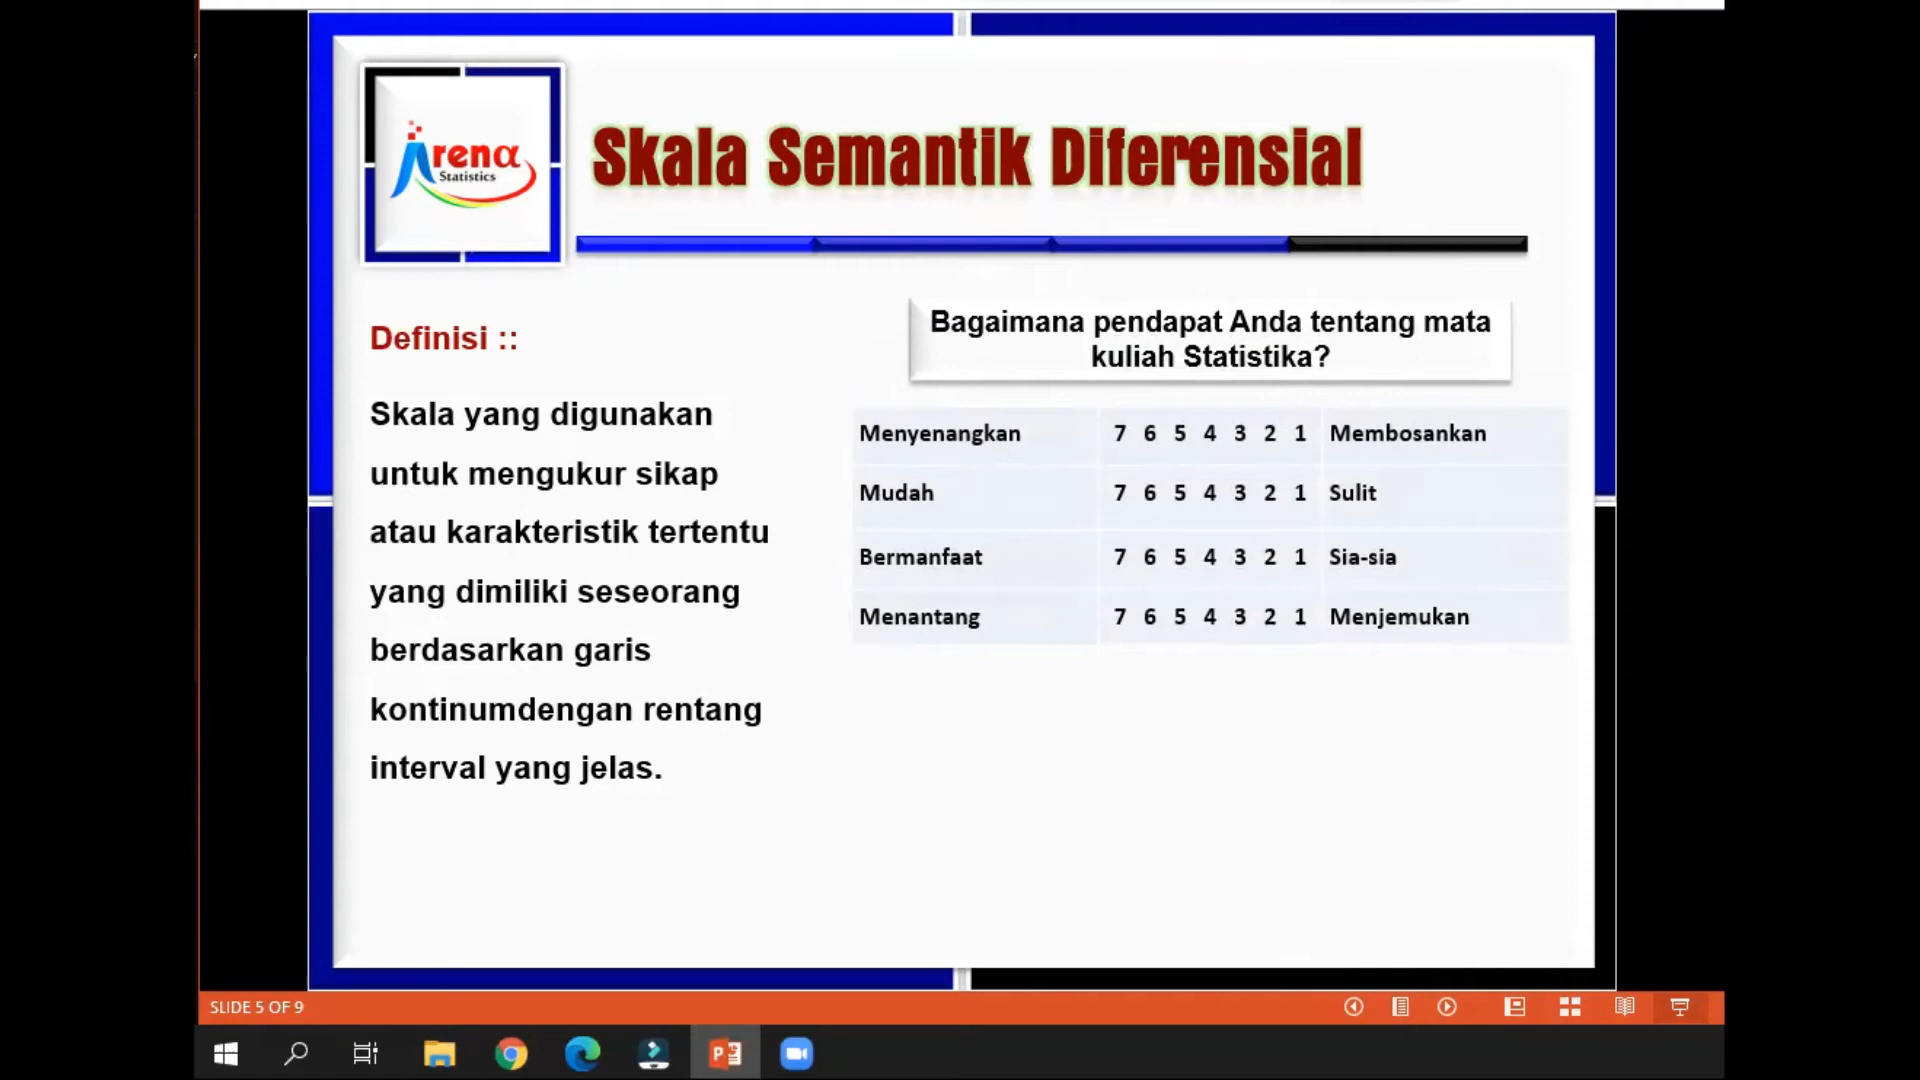 Arenα
Statistics
Skala Semantik Diferensial
Definisi ::
Skala yang digunakan
untuk mengukur sikap
atau karakteristik tertentu
yang dimiliki seseorang
berdasarkan garis
kontinumdengan rentang
interval yang jelas.
Bagaimana pendapat Anda tentang mata
kuliah Statistika?
Menyenangkan 7 6 5 4 3 2 1 Membosankan
Mudah 7 6 5 4 3 2 1 Sulit
Bermanfaat 7 6 5 4 3 2 1 Sia-sia
Menantang 7 6 5 4 3 2 1 Menjemukan
SLIDE 5 OF 9